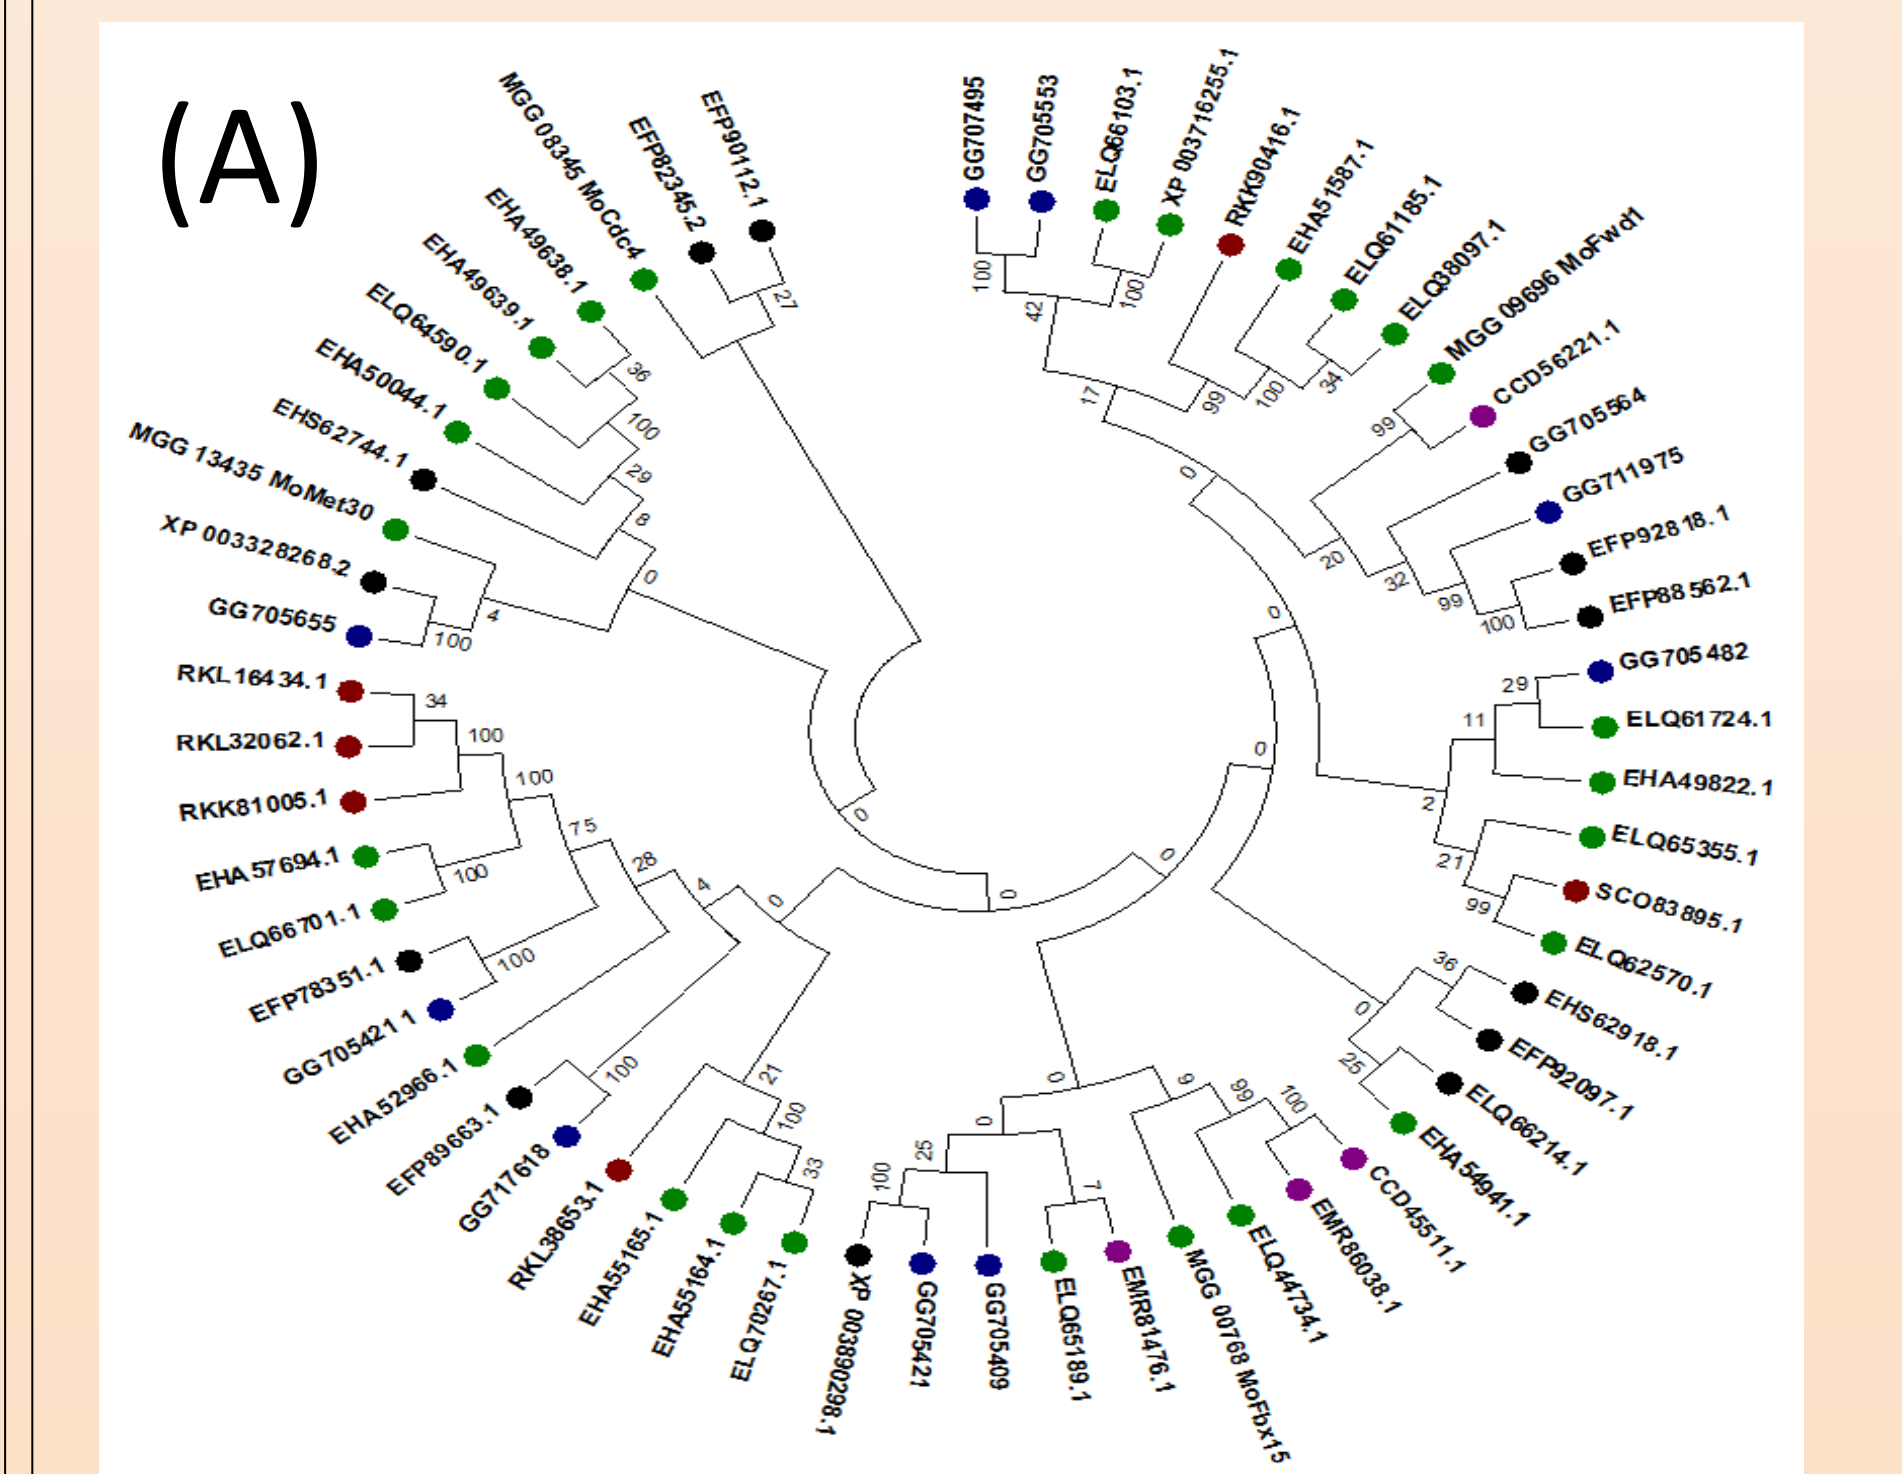 (A)
GG707495
GG705553
ELQ66103.1
XP 003716255.1
RKK90416.1
EHA51587.1
ELQ61185.1
ELQ38097.1
MGG 09696 MoFwd1
CCD56221.1
GG705564
GG711975
EFP92818.1
EFP88562.1
GG705482
ELQ61724.1
EHA49822.1
ELQ65355.1
SCO83895.1
ELQ62570.1
EHS62918.1
EFP92097.1
ELQ66214.1
EHA54941.1
CCD45511.1
EMR86038.1
ELQ44734.1
MGG 00768 MoFbx15
EMR81476.1
ELQ65189.1
GG705409
GG705421
XP 003890298.1
ELQ70267.1
EHA55164.1
EHA55165.1
RKL38653.1
GG717618
EFP89663.1
EHA52966.1
GG705421 1
EFP78351.1
ELQ66701.1
EHA57694.1
RKK81005.1
RKL32062.1
RKL16434.1
GG705655
XP 003328268.2
MGG 13435 MoMet30
EHS62744.1
EHA50044.1
ELQ64590.1
EHA49639.1
EHA49638.1
MGG 08345 MoCdc4
EFP82345.2
EFP90112.1
100
42
100
17
99
100
34
0
99
20
32
99
100
0
29
11
2
21
99
0
36
0
25
0
0
9
99
100
0
25
100
7
0
0
21
100
33
4
100
28
75
100
100
100
100
34
0
0
4
100
8
29
100
36
27